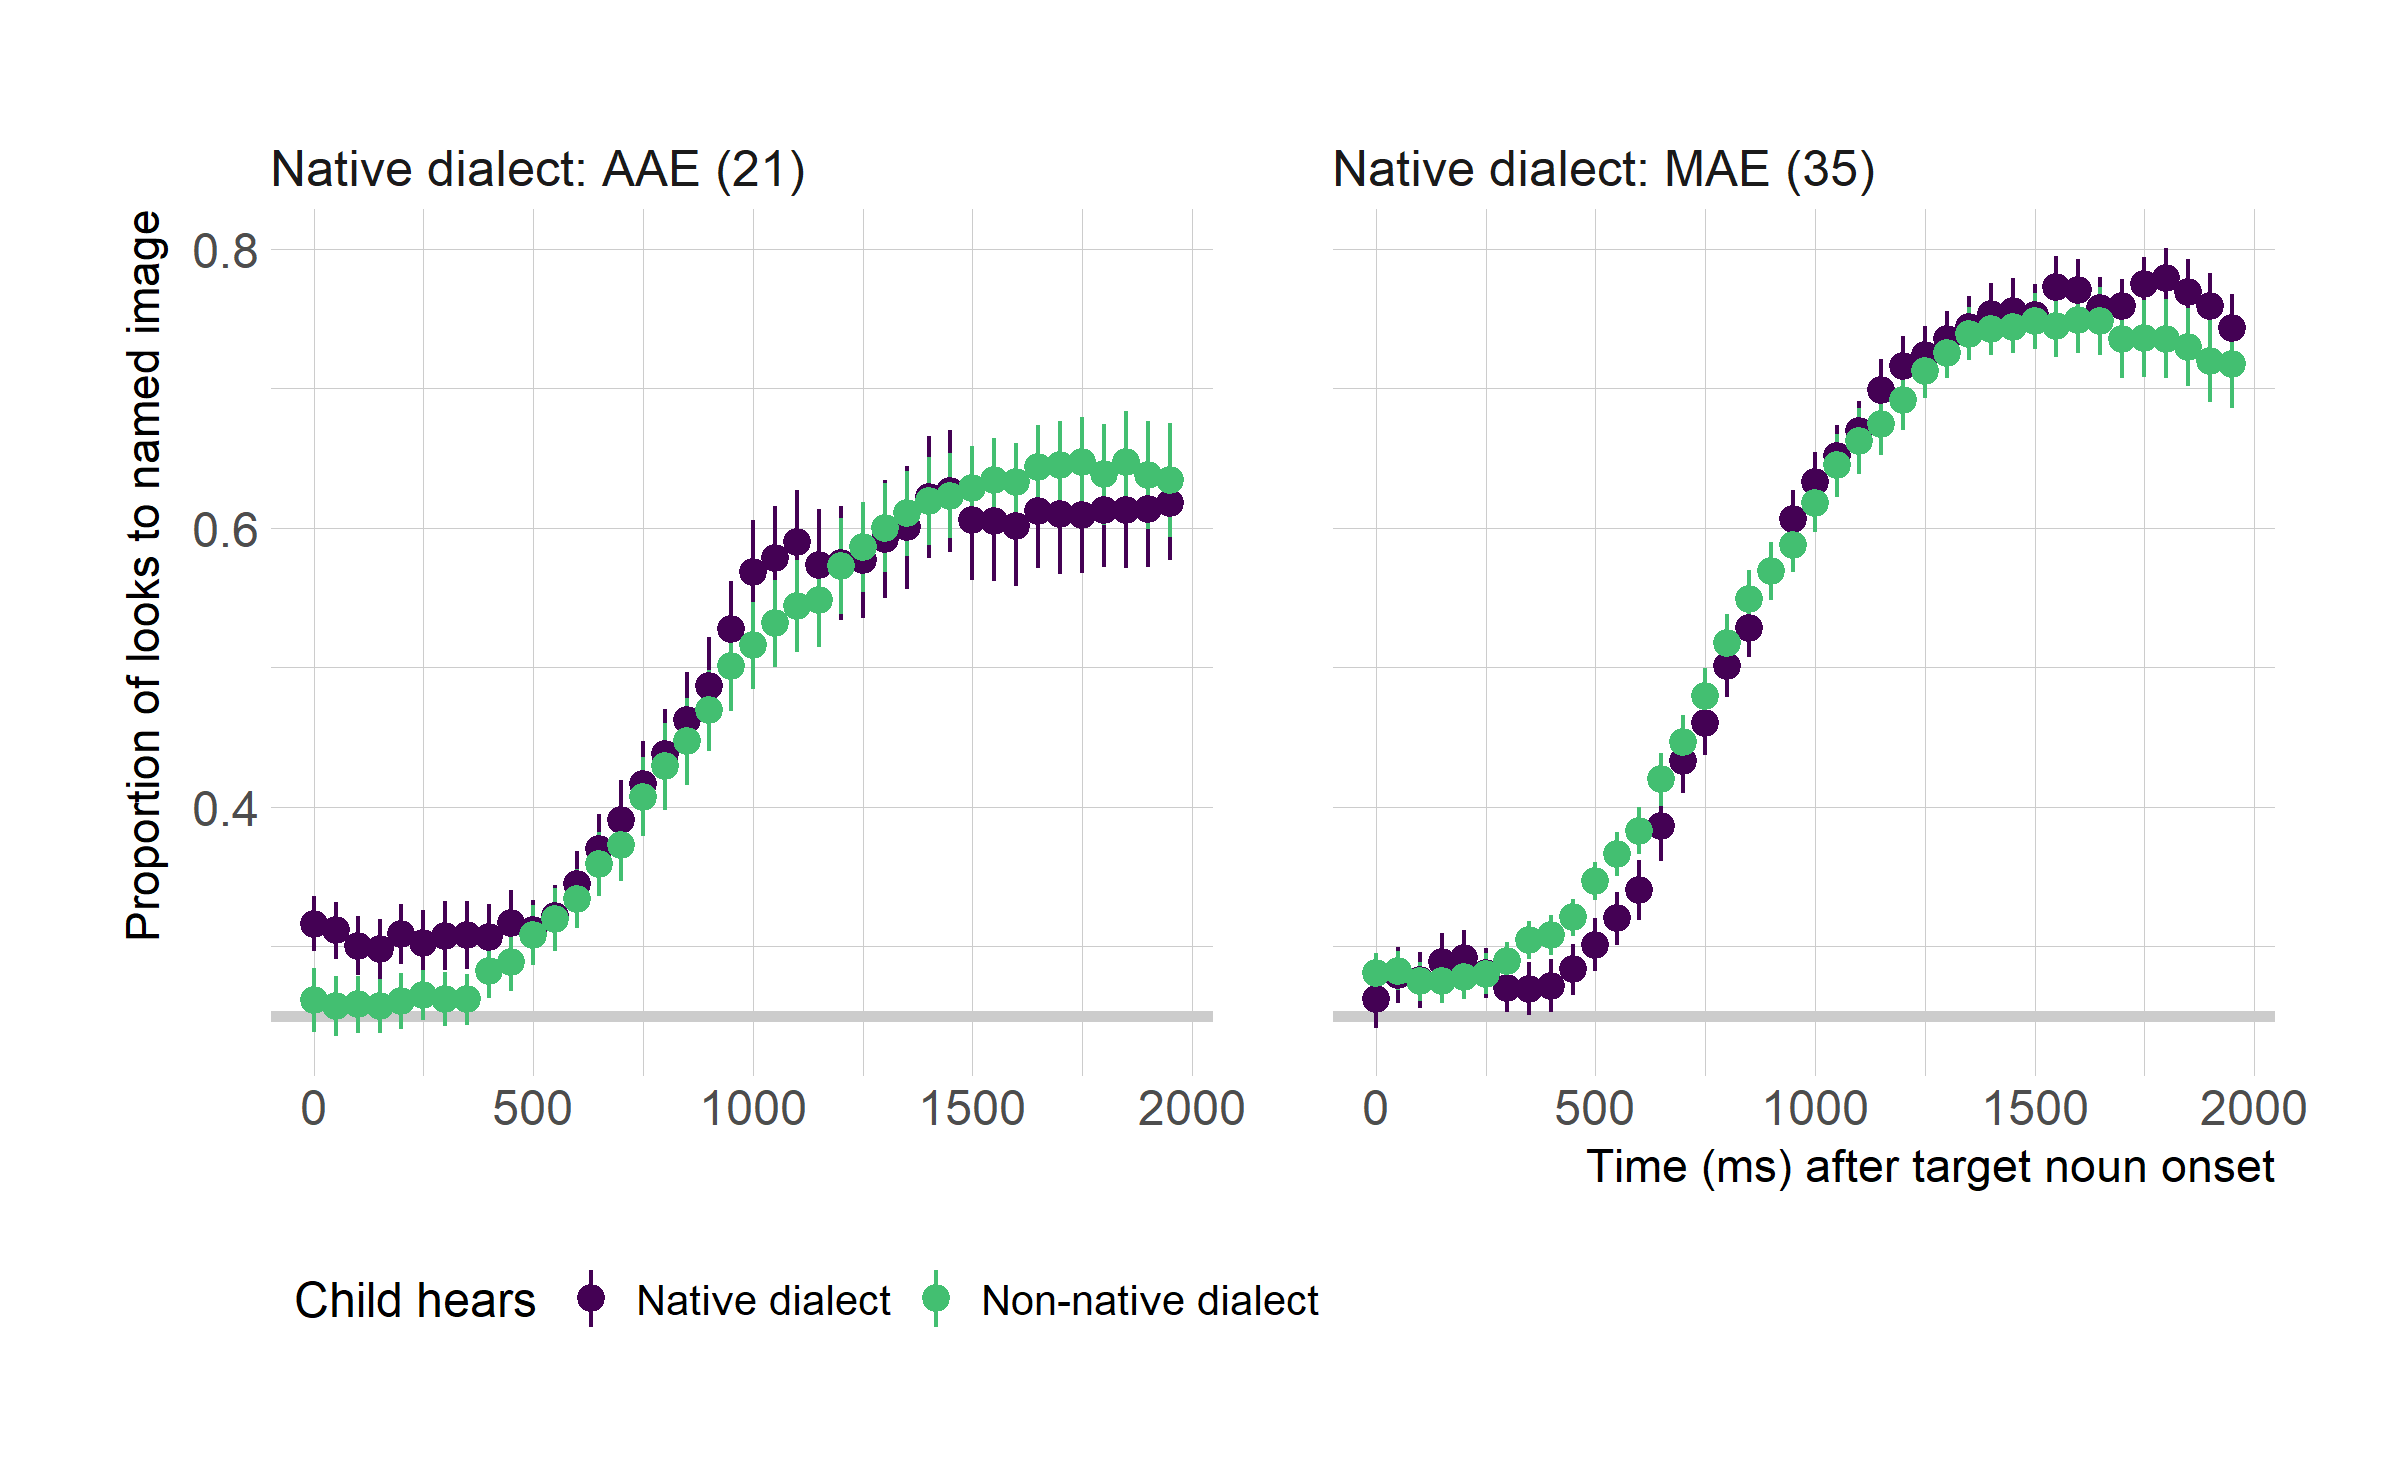 Native dialect: AAE (21)
Native dialect: MAE (35)
Proportion of looks to named image
0.8
0.6
0.4
0 500 1000 1500 2000
0 500 1000 1500 2000
Time (ms) after target noun onset
Child hears Native dialect Non-native dialect